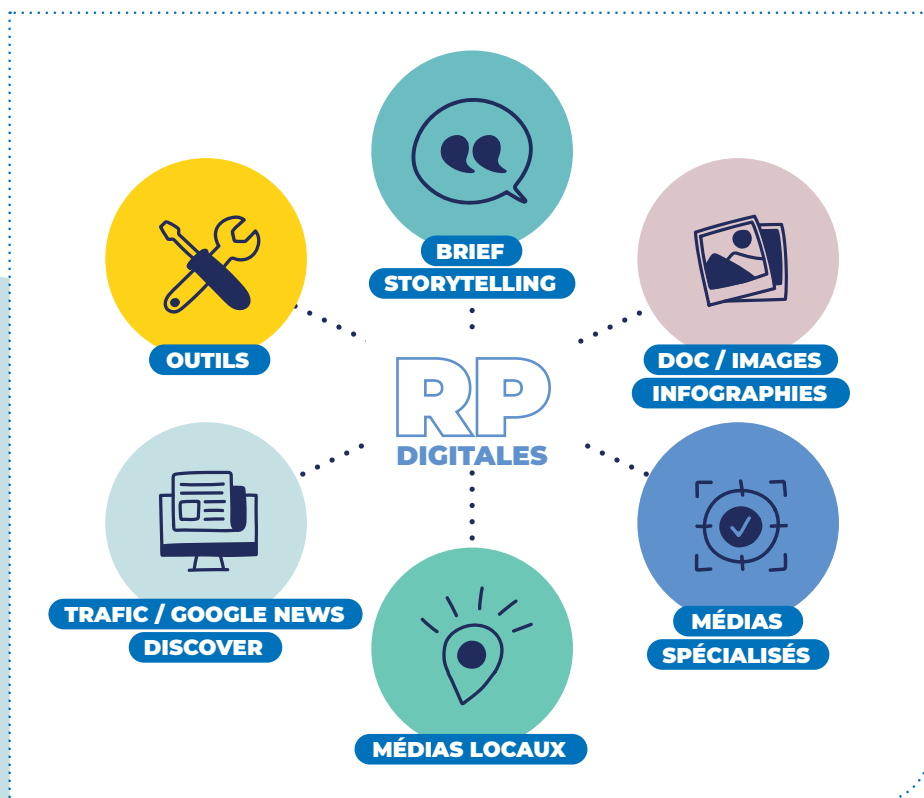 BRIEF
STORYTELLING
OUTILS
DOC / IMAGES
INFOGRAPHIES
RP
DIGITALES
TRAFIC / GOOGLE NEWS
DISCOVER
MÉDIAS
SPÉCIALISÉS
MÉDIAS LOCAUX